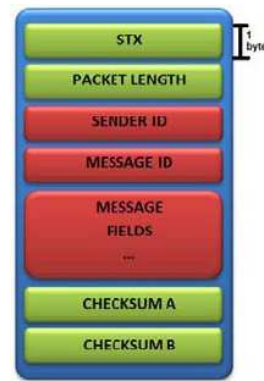 STX
1
byte
PACKET LENGTH
SENDER ID
MESSAGE ID
MESSAGE
FIELDS
...
CHECKSUM A
CHECKSUM B